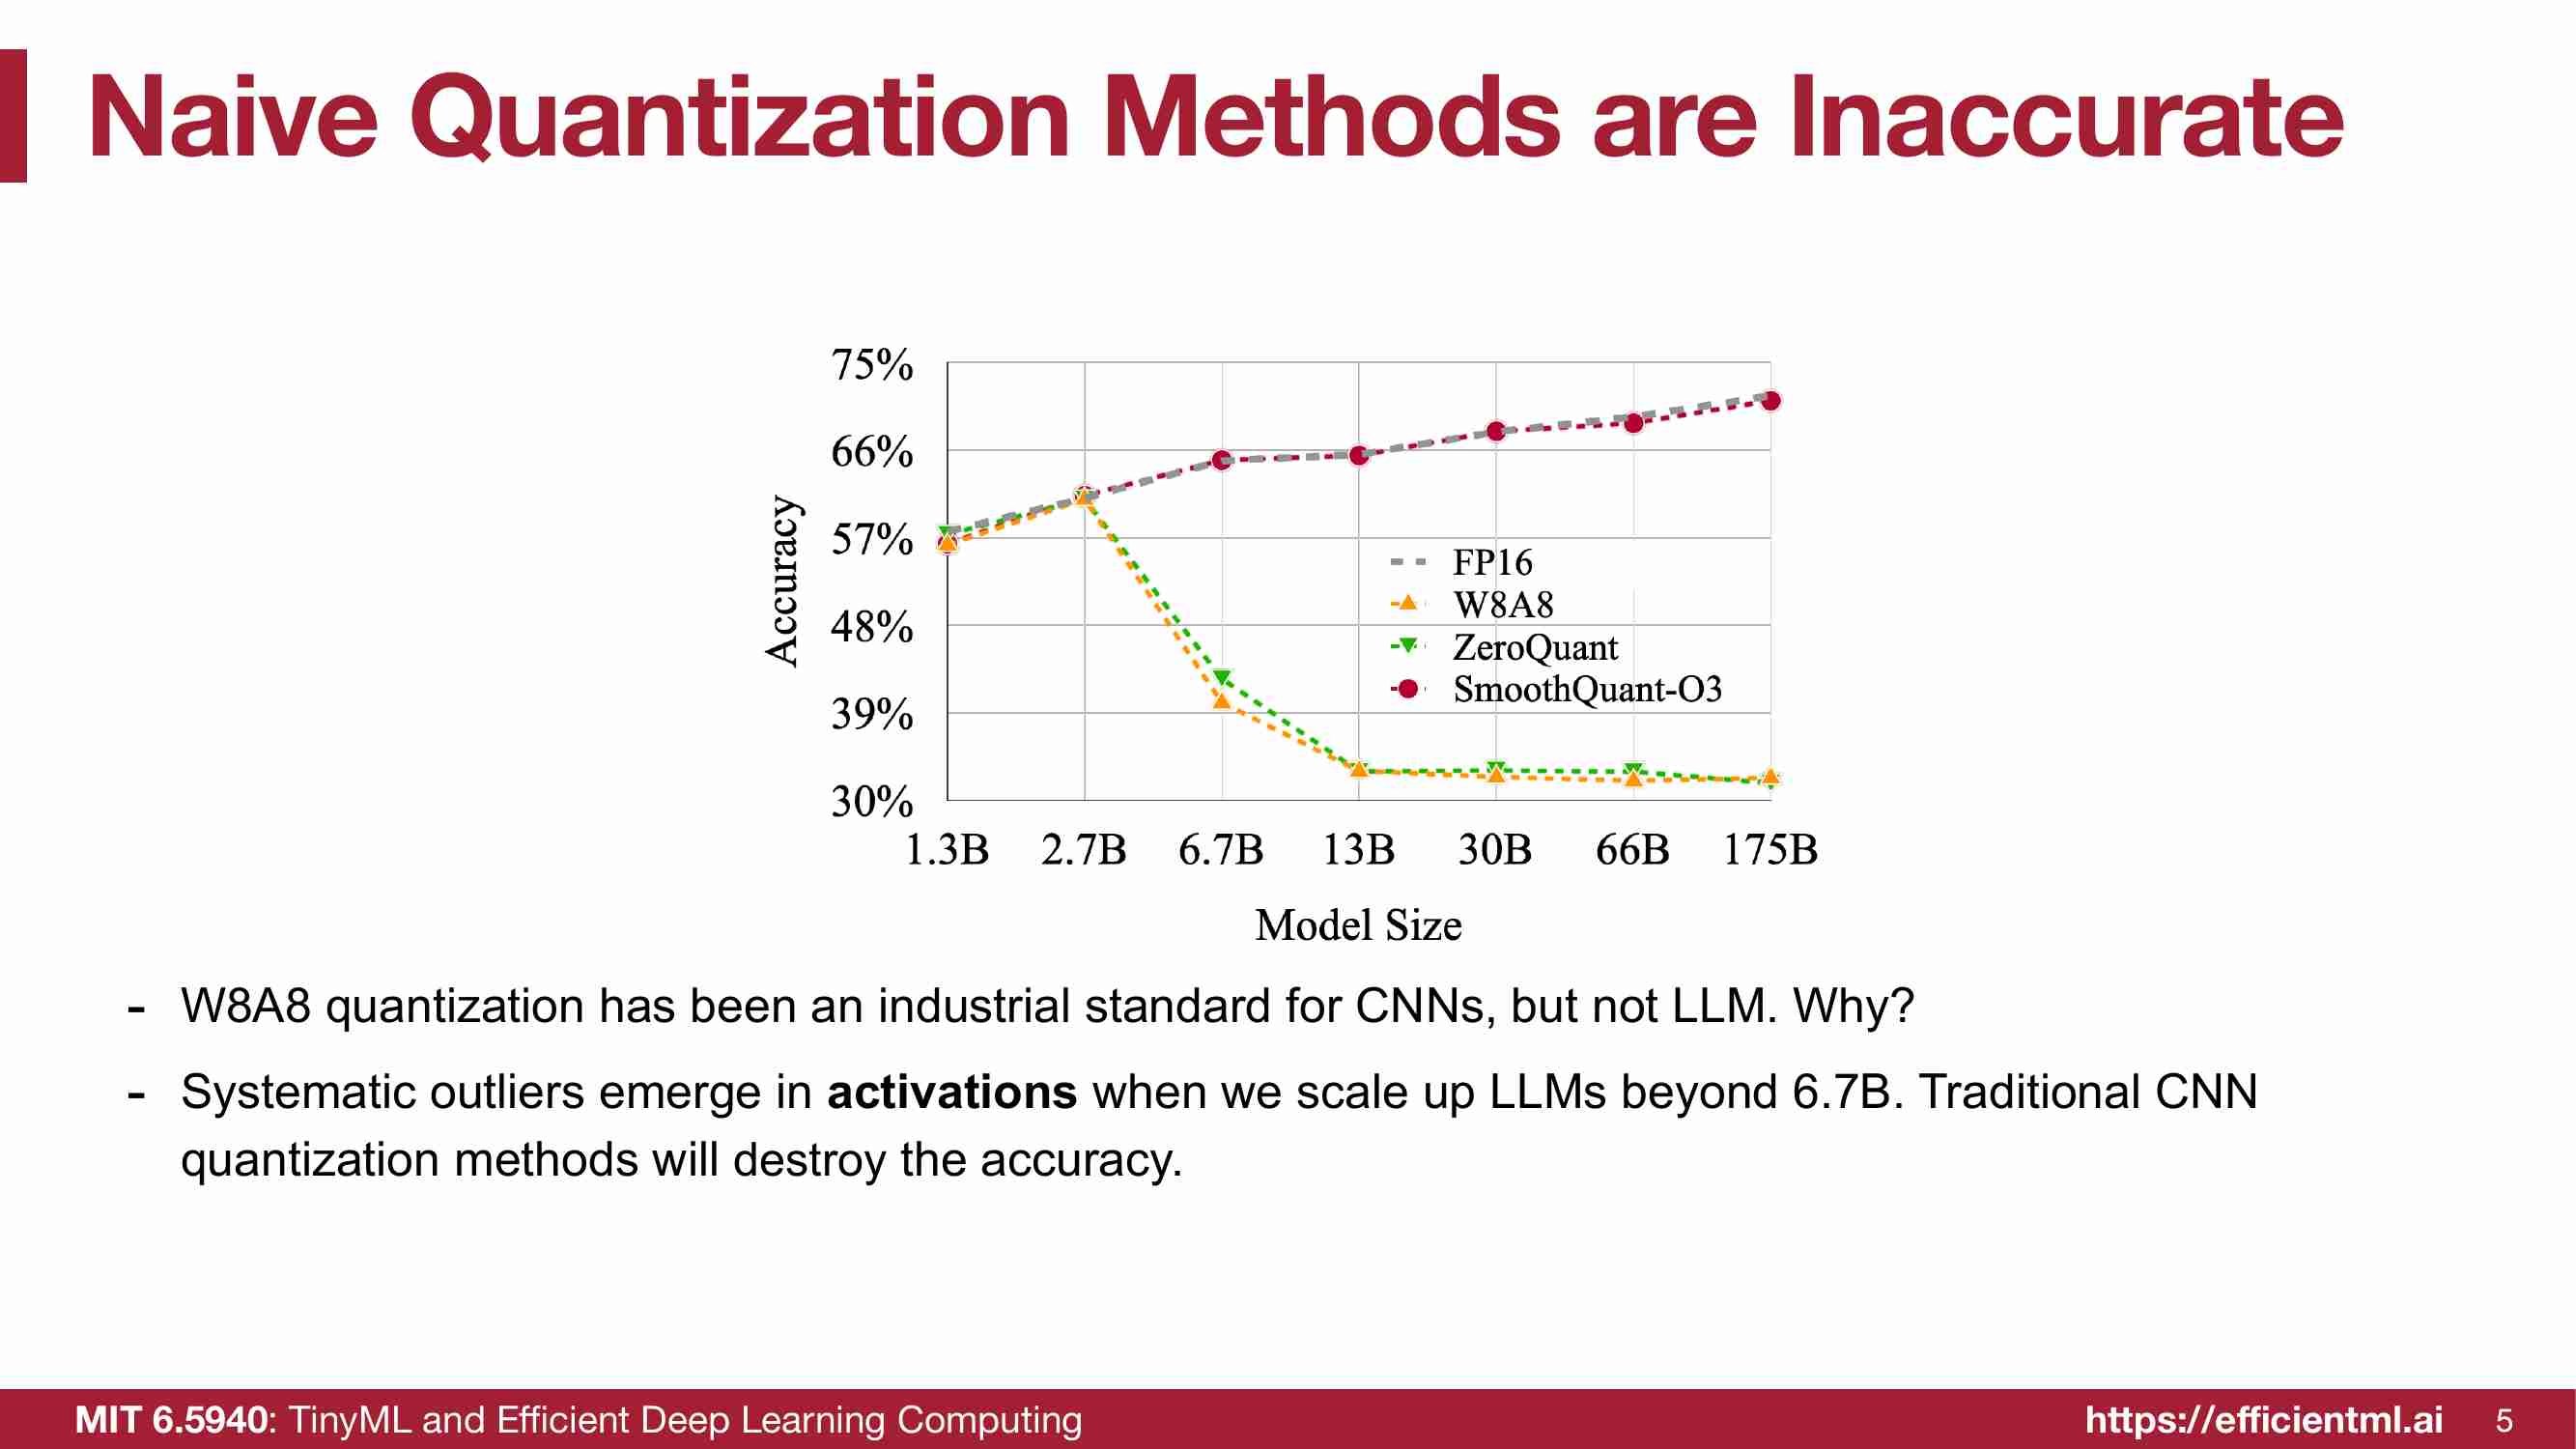 Naive Quantization Methods are Inaccurate
75%
66%
57%
48%
39%
30%
Accuracy
FP16
W8A8
ZeroQuant
SmoothQuant-O3
1.3B 2.7B 6.7B 13B 30B 66B 175B
Model Size
- W8A8 quantization has been an industrial standard for CNNs, but not LLM. Why?
- Systematic outliers emerge in activations when we scale up LLMs beyond 6.7B. Traditional CNN
quantization methods will destroy the accuracy.
MIT 6.5940: TinyML and Efficient Deep Learning Computing
https://efficientml.ai 5